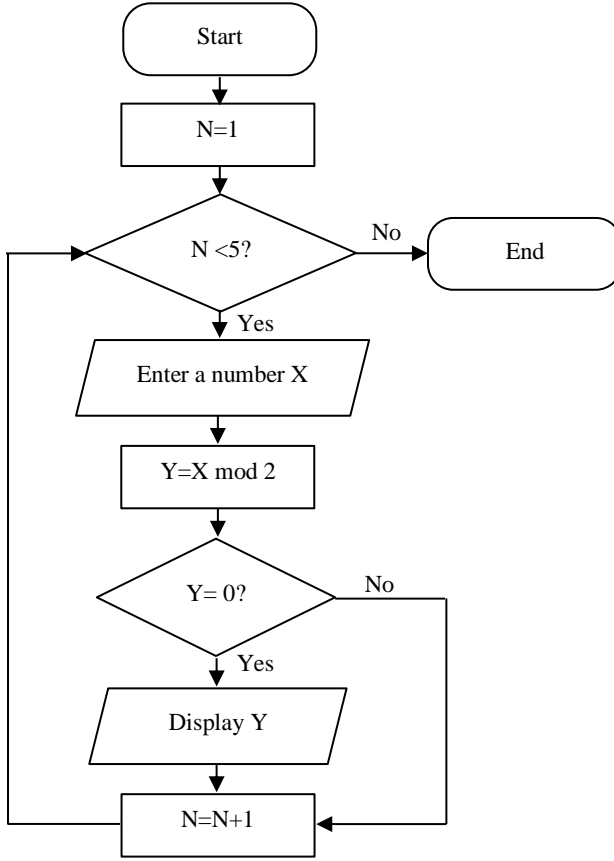 Start
N=1
N <5?
No
End
Yes
Enter a number X
Y=X mod 2
Y= 0?
No
Yes
Display Y
N=N+1